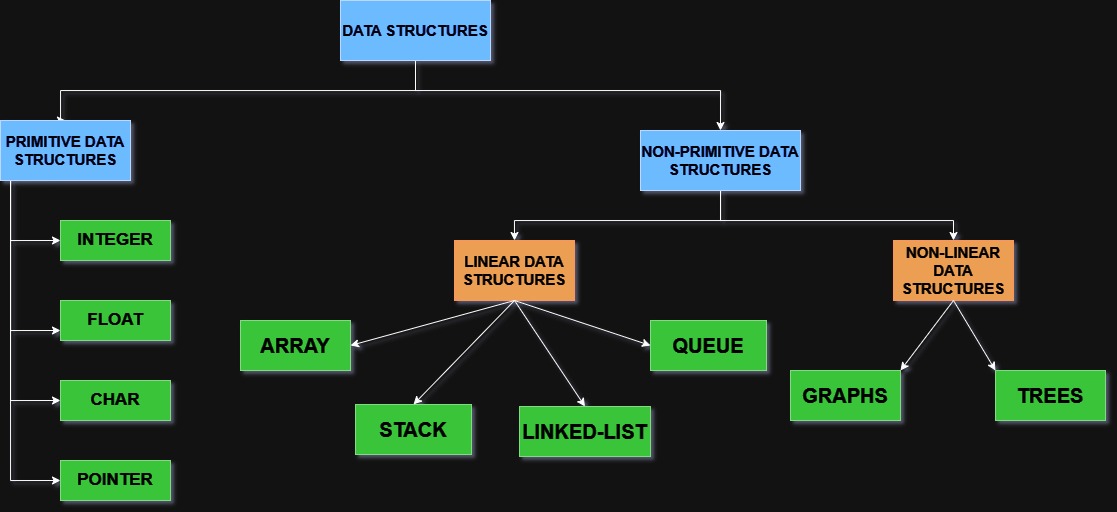 DATA STRUCTURES
PRIMITIVE DATA
STRUCTURES
NON-PRIMITIVE DATA
STRUCTURES
INTEGER
FLOAT
CHAR
POINTER
LINEAR DATA
STRUCTURES
NON-LINEAR
DATA
STRUCTURES
ARRAY
STACK
LINKED-LIST
QUEUE
GRAPHS
TREES